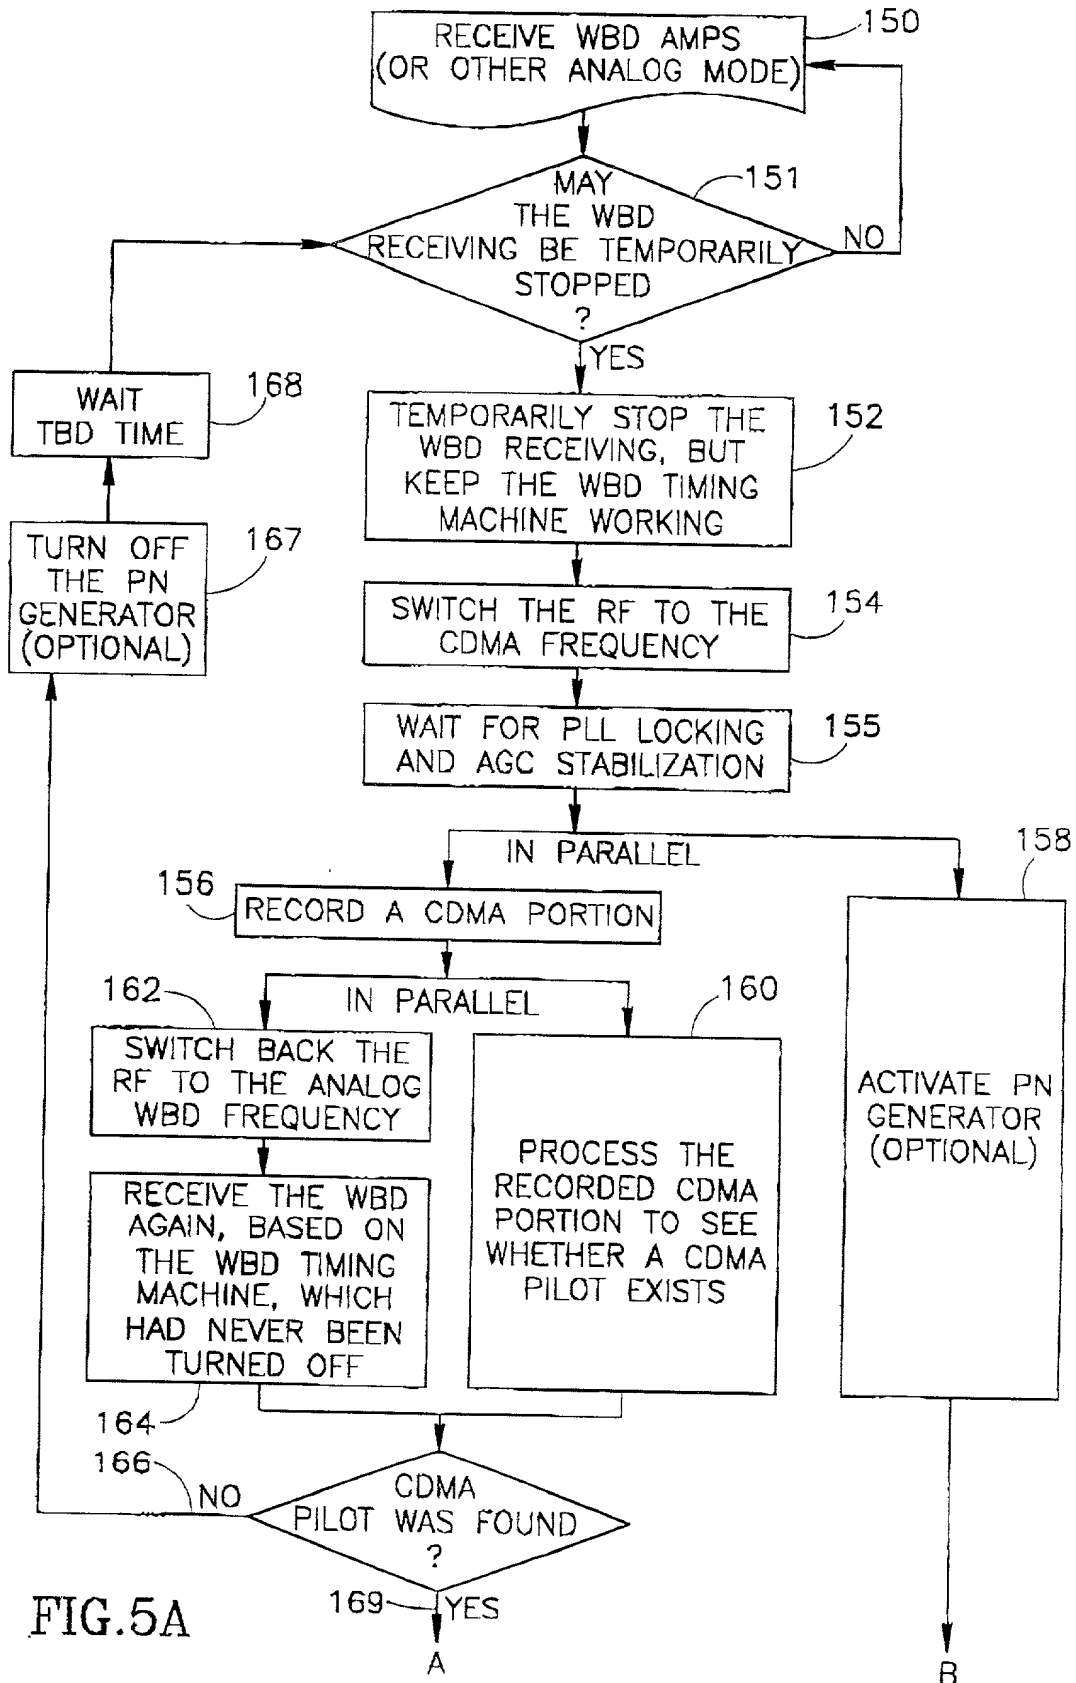 RECEIVE WBD AMPS
(OR OTHER ANALOG MODE)
150
MAY
THE WBD
RECEIVING BE TEMPORARILY
STOPPED
?
151
NO
YES
WAIT
TBD TIME
168
TEMPORARILY STOP THE
WBD RECEIVING, BUT
KEEP THE WBD TIMING
MACHINE WORKING
152
TURN OFF
THE PN
GENERATOR
(OPTIONAL)
167
SWITCH THE RF TO THE
CDMA FREQUENCY
154
WAIT FOR PLL LOCKING
AND AGC STABILIZATION
155
IN PARALLEL
158
156
RECORD A CDMA PORTION
IN PARALLEL
162
160
SWITCH BACK THE
RF TO THE ANALOG
WBD FREQUENCY
ACTIVATE PN
GENERATOR
(OPTIONAL)
PROCESS THE
RECORDED CDMA
PORTION TO SEE
WHETHER A CDMA
PILOT EXISTS
RECEIVE THE WBD
AGAIN, BASED ON
THE WBD TIMING
MACHINE, WHICH
HAD NEVER BEEN
TURNED OFF
164
166
NO
CDMA
PILOT WAS FOUND
?
169
YES
FIG.5A
A
B